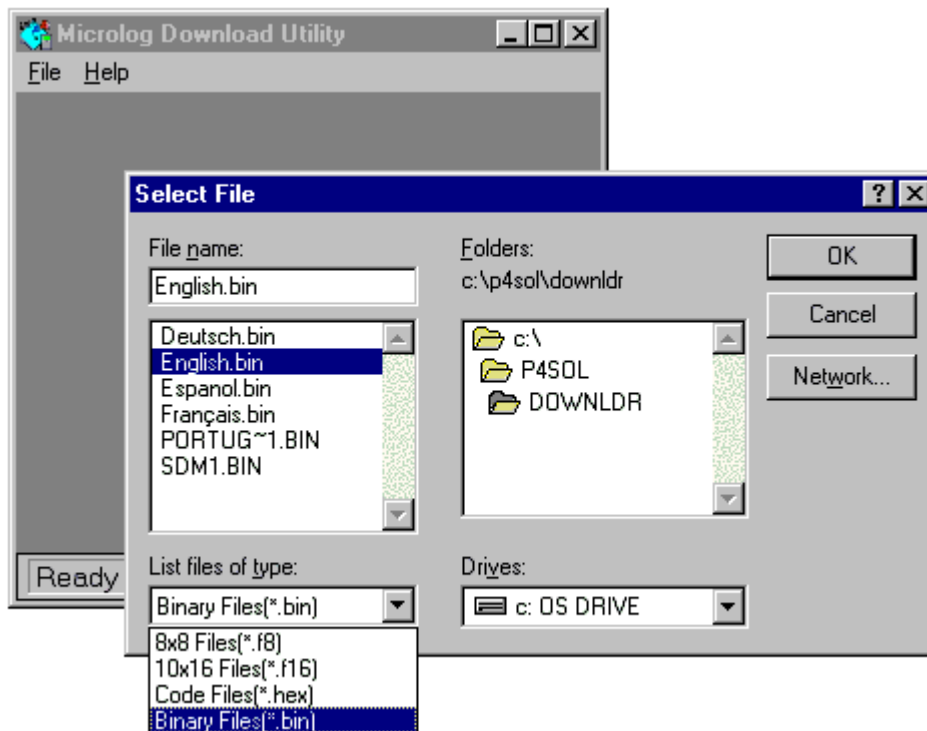 Microlog Download Utility
File Help
Select File
File name:
English.bin
Deutsch.bin
English.bin
Espanol.bin
Français.bin
PORTUG~1.BIN
SDM1.BIN
Folders:
c:\p4sol\downldr
c:\
P4SOL
DOWNLDR
OK
Cancel
Network...
Ready
List files of type:
Binary Files(*.bin)
8x8 Files(*.f8)
10x16 Files(*.f16)
Code Files(*.hex)
Binary Files(*.bin)
Drives:
c: OS DRIVE